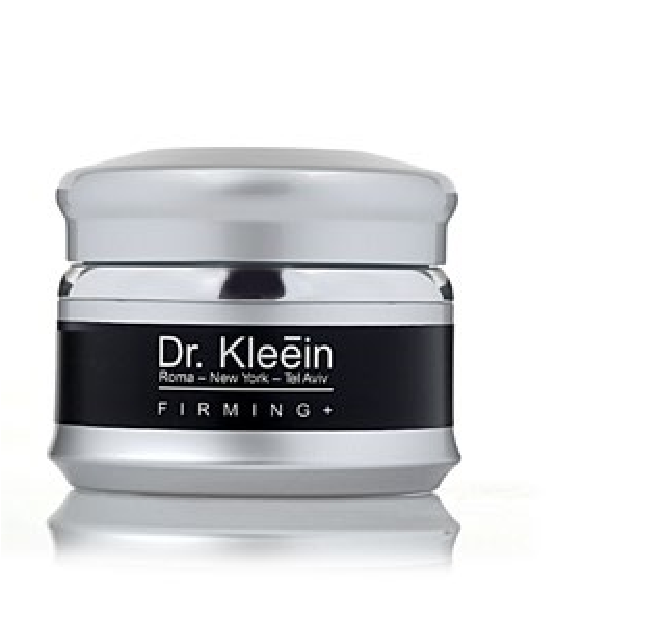 Dr. Kleēin
Roma – New York – Tel Aviv
FIRMING+